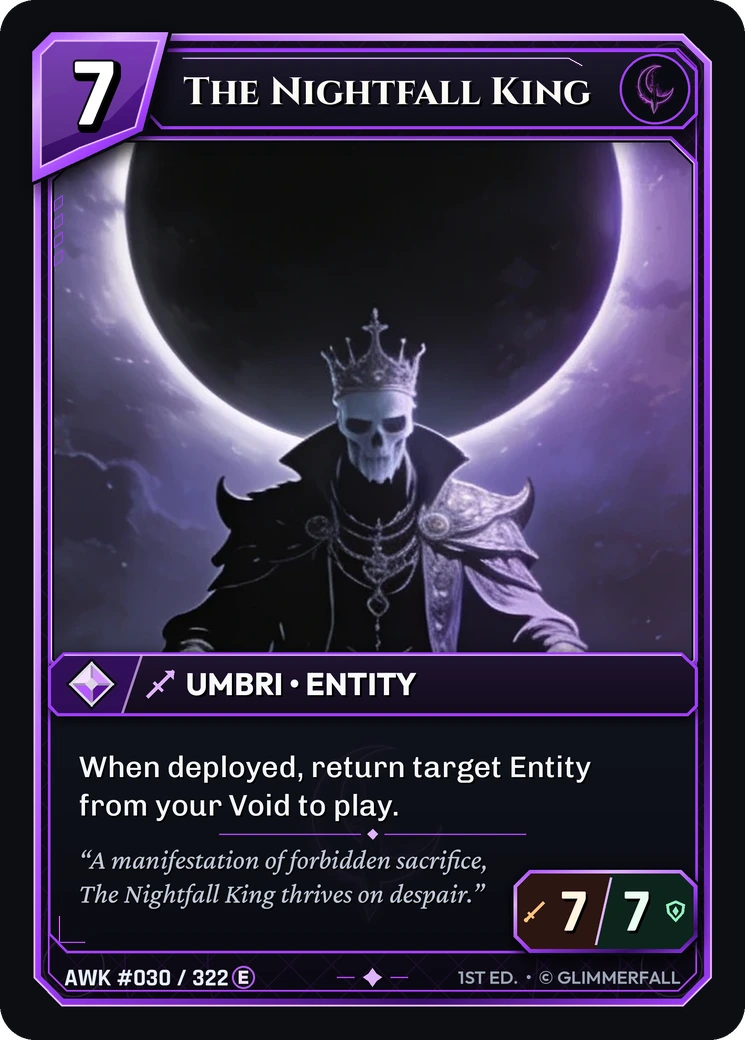 7
The Nightfall King
UMBRI • ENTITY
When deployed, return target Entity
from your Void to play.
“A manifestation of forbidden sacrifice,
The Nightfall King thrives on despair.”
7 / 7
AWK #030 / 322 E
1ST ED. • © GLIMMERFALL